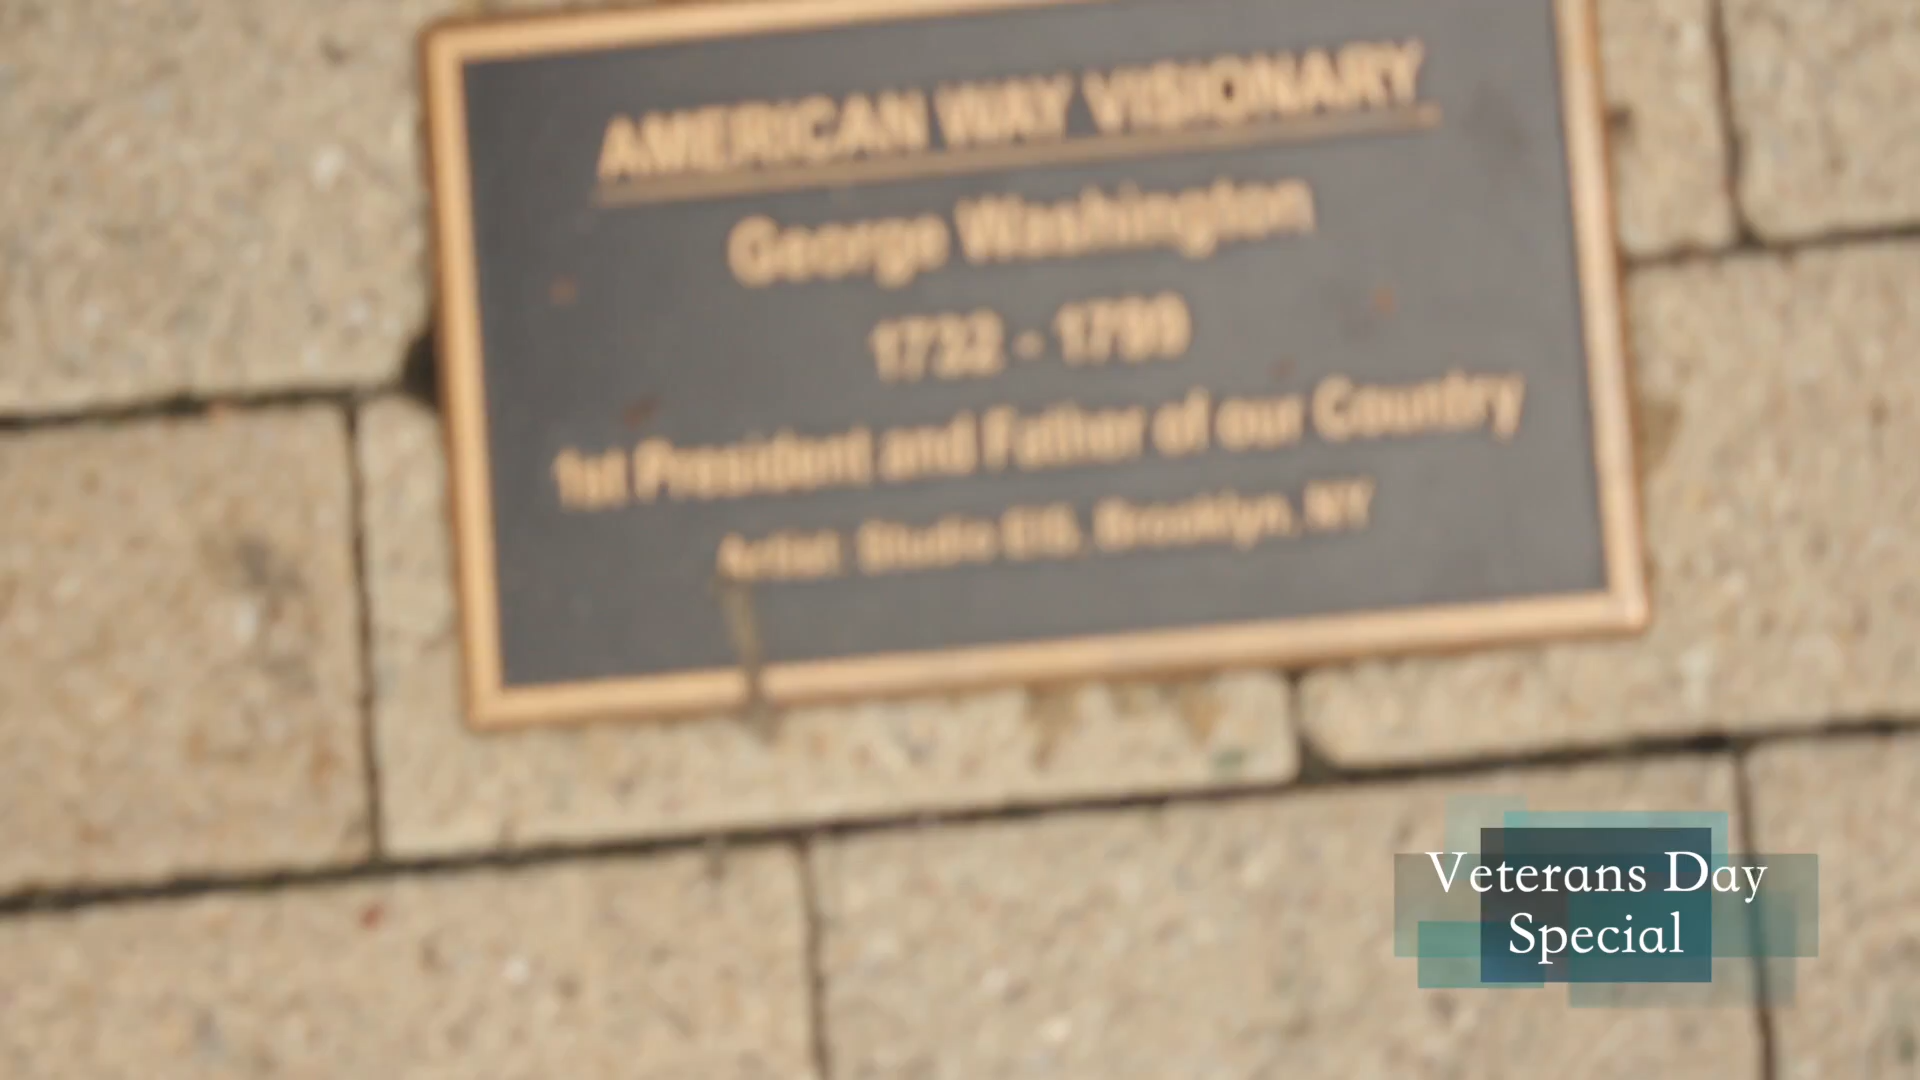 AMERICAN WAY VISIONARY
George Washington
1732 - 1799
1st President and Father of our Country
Artist: Studio EIS, Brooklyn, NY
Veterans Day
Special